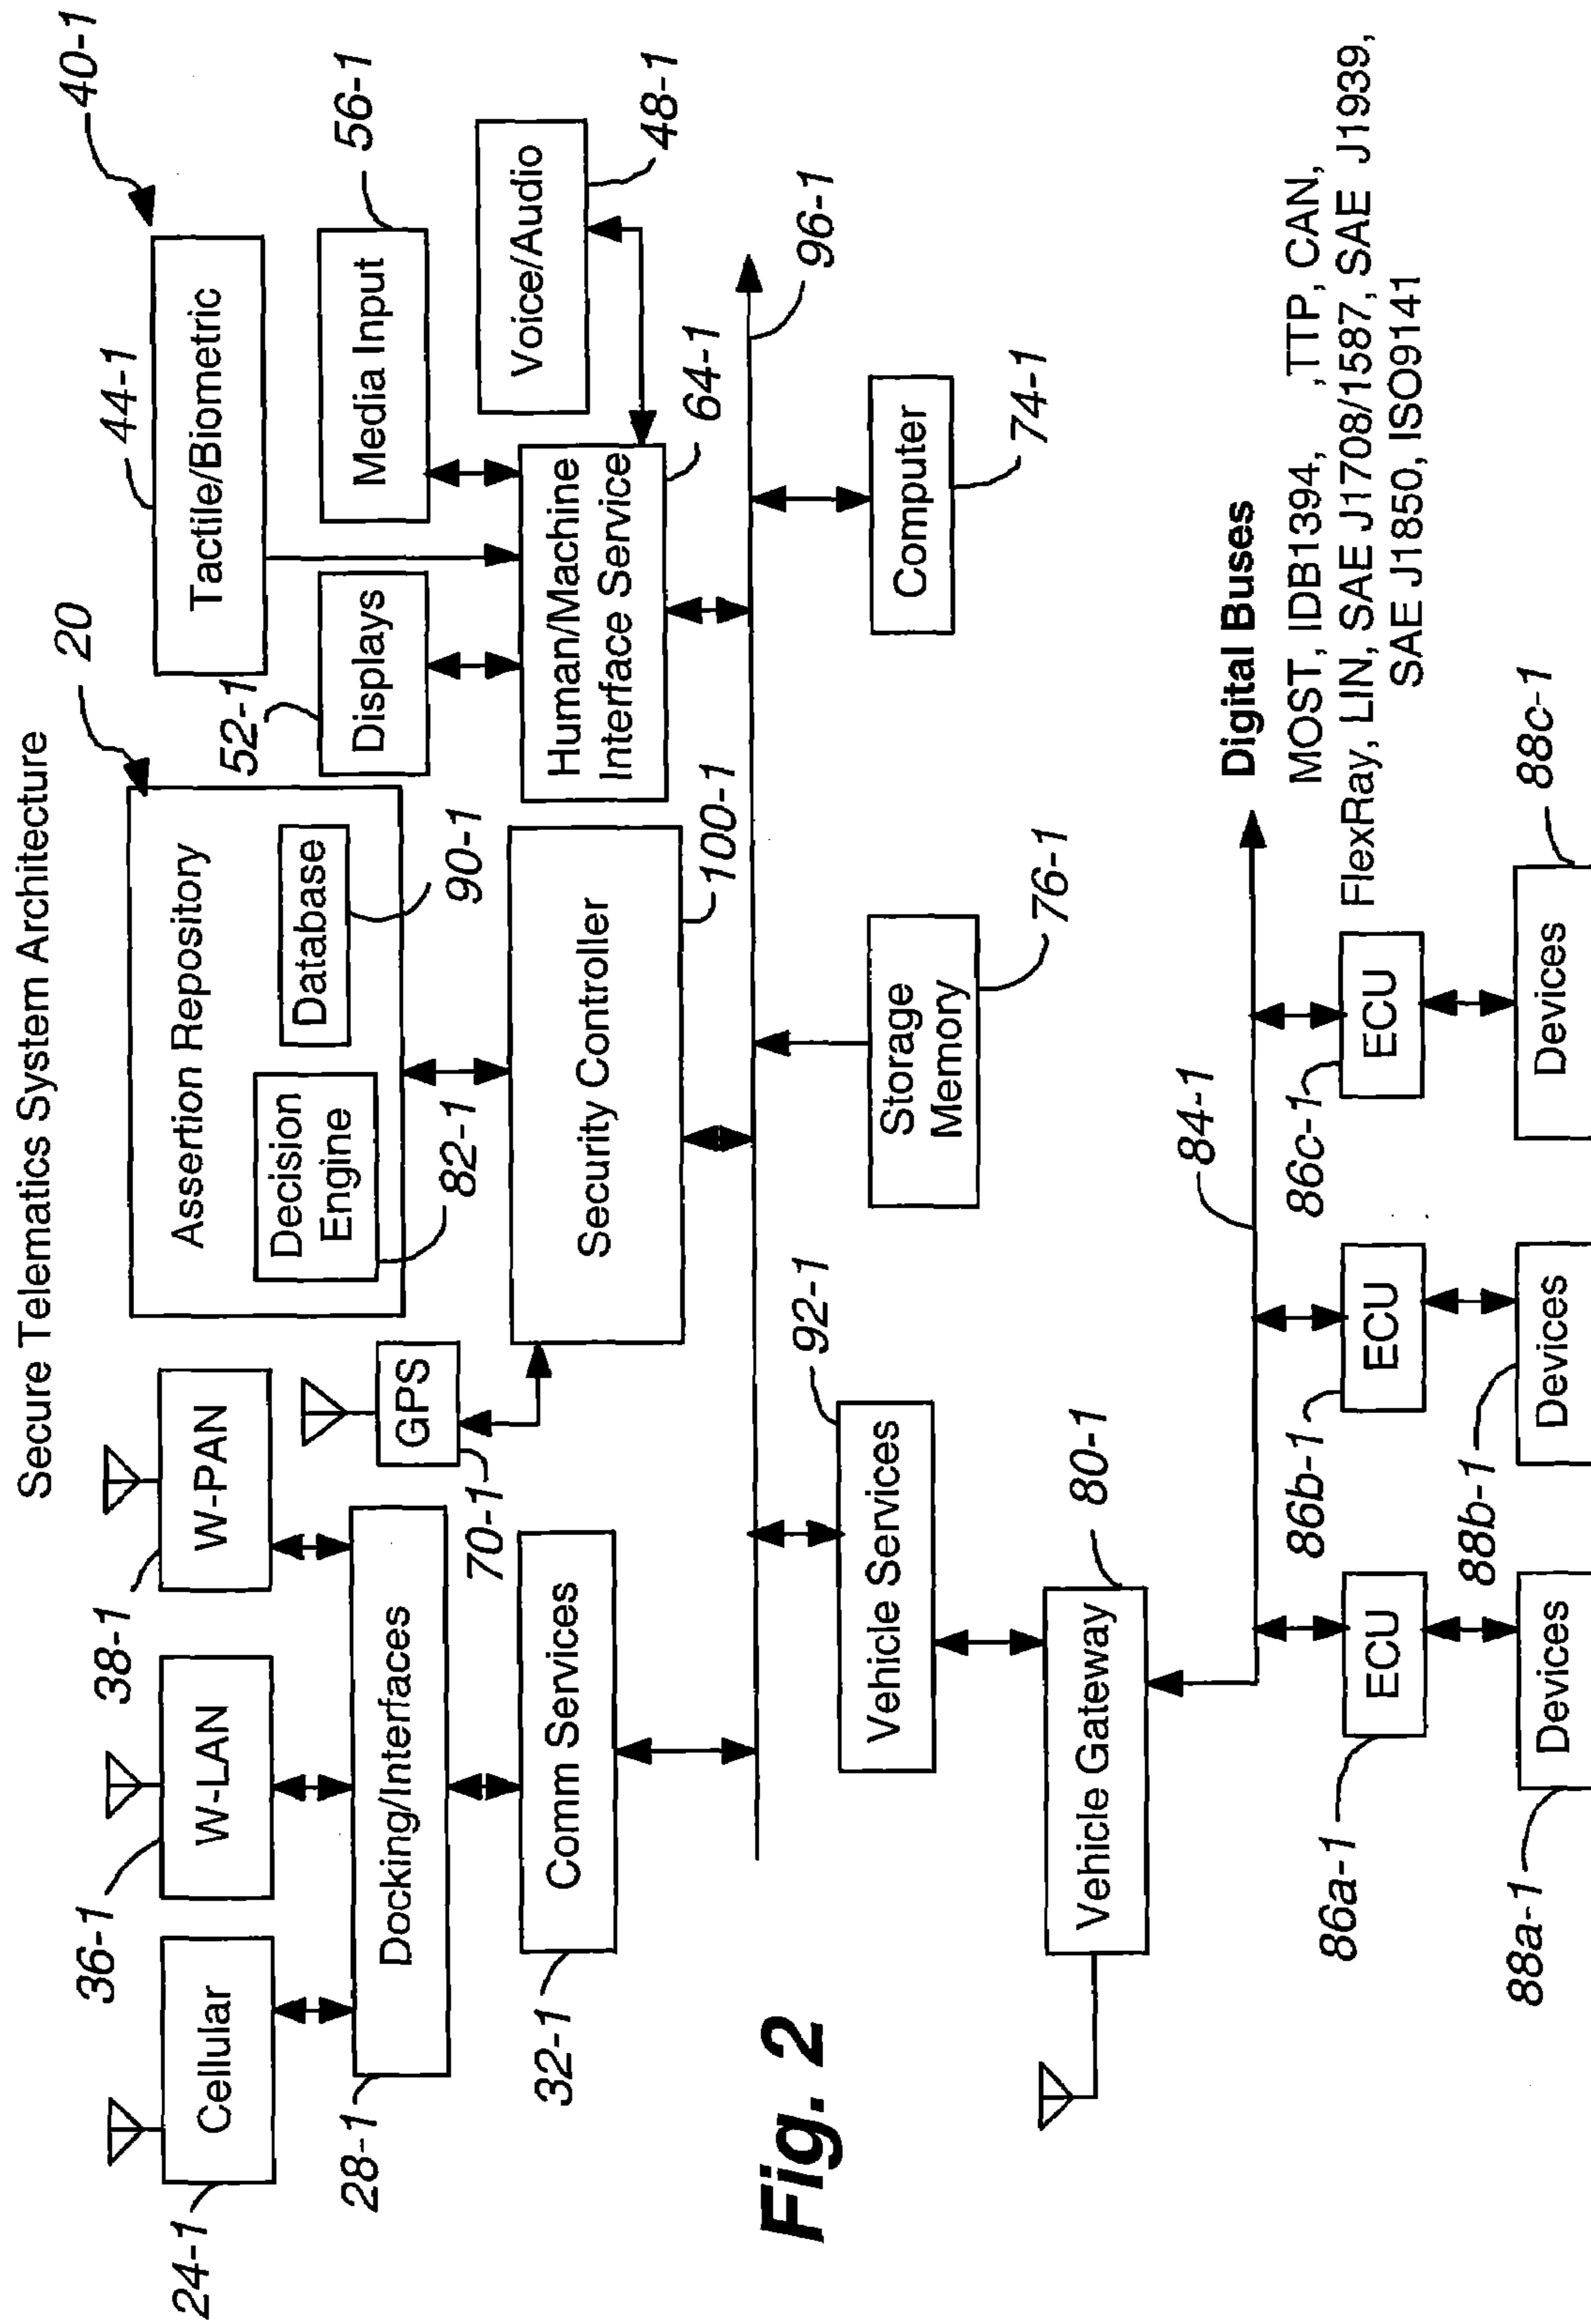 Secure Telematics System Architecture
24-1
Cellular
36-1
W-LAN
38-1
W-PAN
20
Assertion Repository
Decision
Engine
Database
82-1
90-1
40-1
44-1
Tactile/Biometric
52-1
Displays
Media Input
56-1
Voice/Audio
48-1
28-1
Docking/Interfaces
GPS
70-1
32-1
Comm Services
Security Controller
100-1
Human/Machine
Interface Service
64-1
96-1
Fig. 2
Vehicle Services
92-1
Storage
Memory
76-1
Computer
74-1
Vehicle Gateway
80-1
84-1
Digital Buses
MOST, IDB1394, ,TTP, CAN,
FlexRay, LIN, SAE J1708/1587, SAE J1939,
SAE J1850, ISO9141
86a-1
ECU
86b-1
ECU
86c-1
ECU
88a-1
Devices
88b-1
Devices
88c-1
Devices